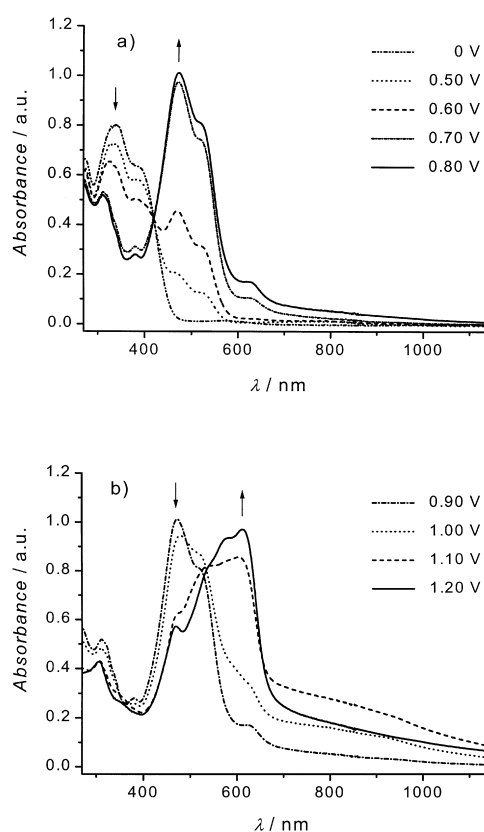 a)
0 V
0.50 V
0.60 V
0.70 V
0.80 V
1.2
1.0
0.8
0.6
0.4
0.2
0.0
Absorbance / a.u.
400 600 800 1000
λ / nm
b)
0.90 V
1.00 V
1.10 V
1.20 V
1.2
1.0
0.8
0.6
0.4
0.2
0.0
Absorbance / a.u.
400 600 800 1000
λ / nm